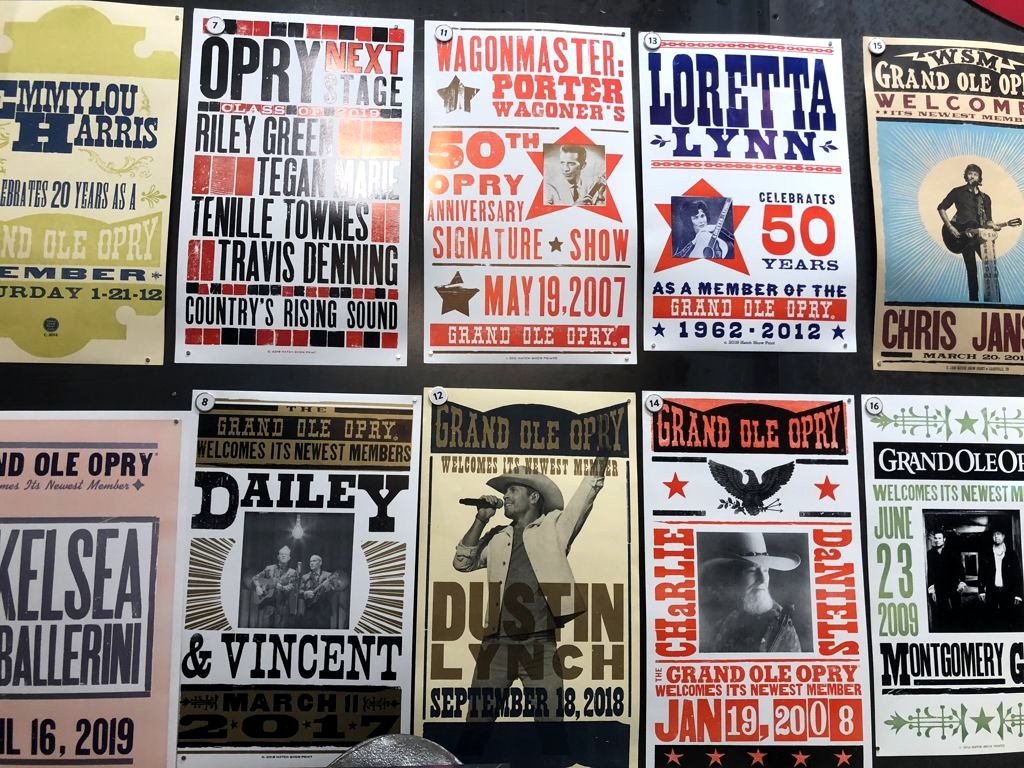 EMMYLOU
HARRIS
CELEBRATES 20 YEARS AS A
ND OLE OPRY
EMBER
URDAY 1-21-12
7
OPRY NEXT
STAGE
CLASS OF 2019
RILEY GREEN
TEGAN MARIE
TENILLE TOWNES
TRAVIS DENNING
COUNTRY'S RISING SOUND
11
WAGONMASTER:
PORTER
WAGONER'S
50TH
OPRY
ANNIVERSARY
SIGNATURE SHOW
MAY 19, 2007
GRAND OLE OPRY.
13
LORETTA
LYNN
CELEBRATES
50
YEARS
AS A MEMBER OF THE
GRAND OLE OPRY.
1962 - 2012
15
WSM
GRAND OLE OP
WELCOME
ITS NEWEST MEMB
CHRIS JANS
MARCH 20, 201
ND OLE OPRY
mes Its Newest Member
KELSEA
BALLERINI
IL 16, 2019
8
THE
GRAND OLE OPRY.
WELCOMES ITS NEWEST MEMBERS
DAILEY
& VINCENT
MARCH 11
2017
12
GRAND OLE OPRY
WELCOMES ITS NEWEST MEMBER
DUSTIN
LYNCH
SEPTEMBER 18, 2018
14
GRAND OLE OPRY.
CHARLIE
DANIELS
THE GRAND OLE OPRY
WELCOMES ITS NEWEST MEMBER
JAN 19, 2008
16
GRAND OLE OP
WELCOMES ITS NEWEST M
JUNE
23
2009
MONTGOMERY G